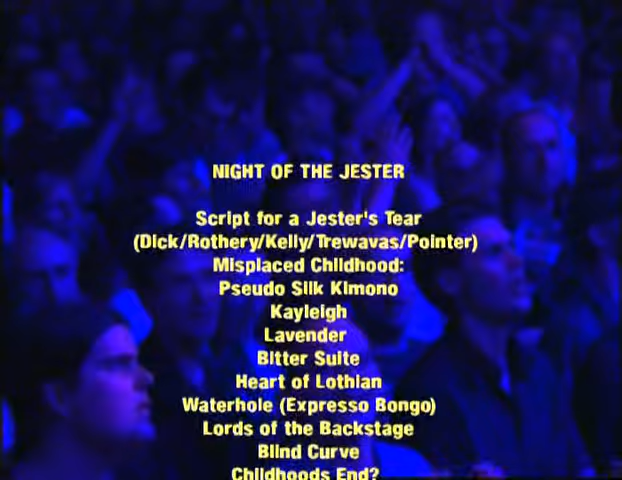 NIGHT OF THE JESTER
Script for a Jester's Tear
(Dick/Rothery/Kelly/Trewavas/Pointer)
Misplaced Childhood:
Pseudo Silk Kimono
Kayleigh
Lavender
Bitter Suite
Heart of Lothian
Waterhole (Expresso Bongo)
Lords of the Backstage
Blind Curve
Childhoods End?